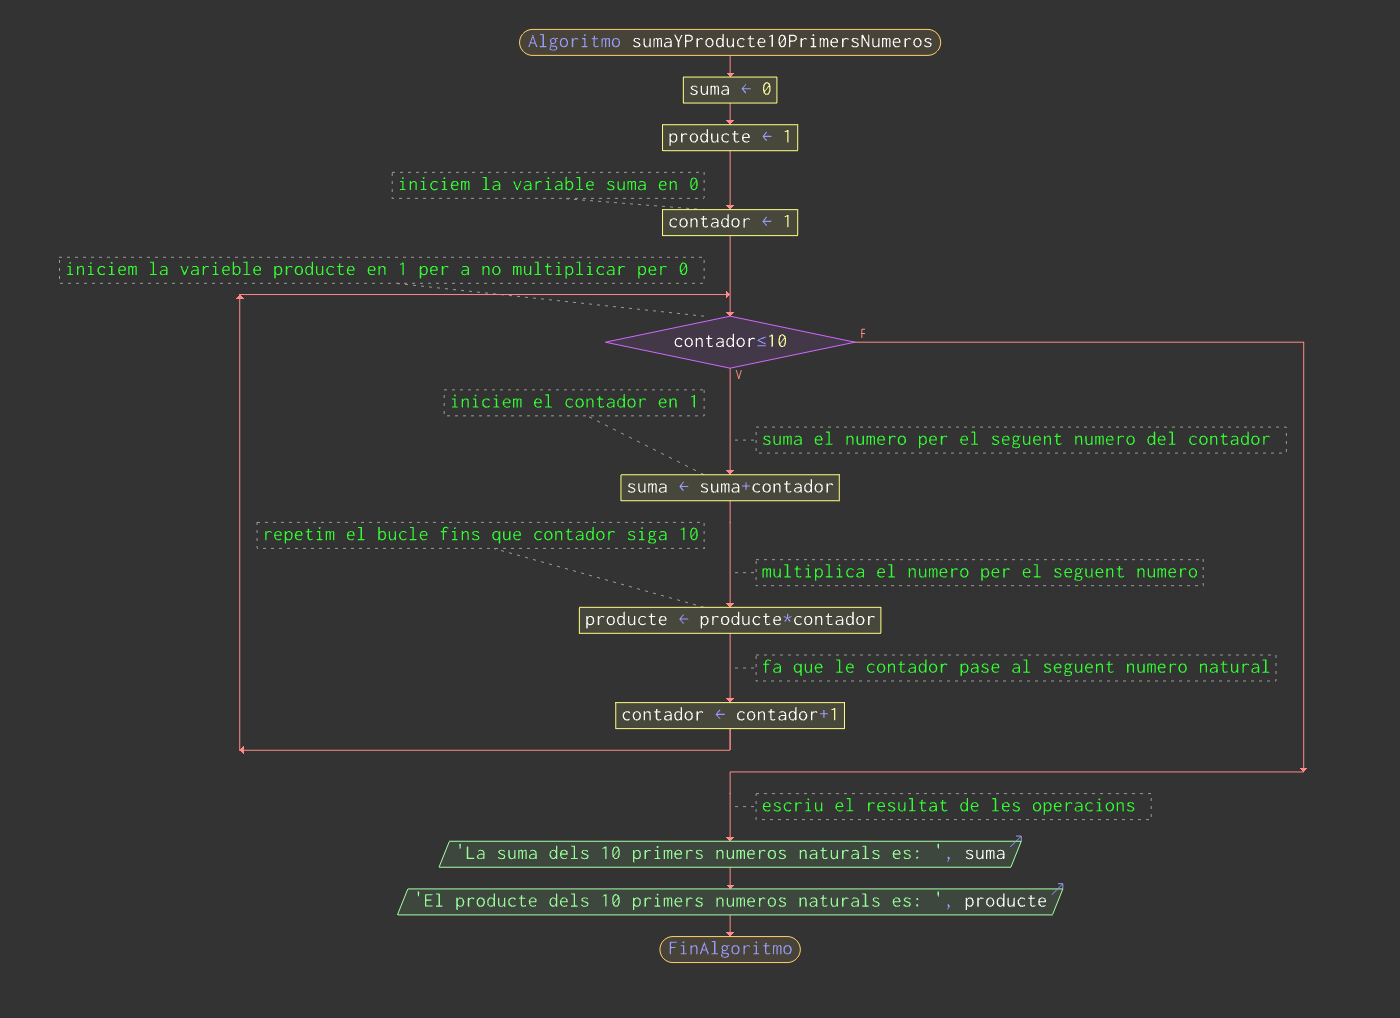 Algoritmo sumaYProducte10PrimersNumeros
suma ← 0
producte ← 1
iniciem la variable suma en 0
contador ← 1
iniciem la varieble producte en 1 per a no multiplicar per 0
contador≤10
F
V
iniciem el contador en 1
suma el numero per el seguent numero del contador
suma ← suma+contador
repetim el bucle fins que contador siga 10
multiplica el numero per el seguent numero
producte ← producte*contador
fa que le contador pase al seguent numero natural
contador ← contador+1
escriu el resultat de les operacions
'La suma dels 10 primers numeros naturals es: ', suma
'El producte dels 10 primers numeros naturals es: ', producte
FinAlgoritmo